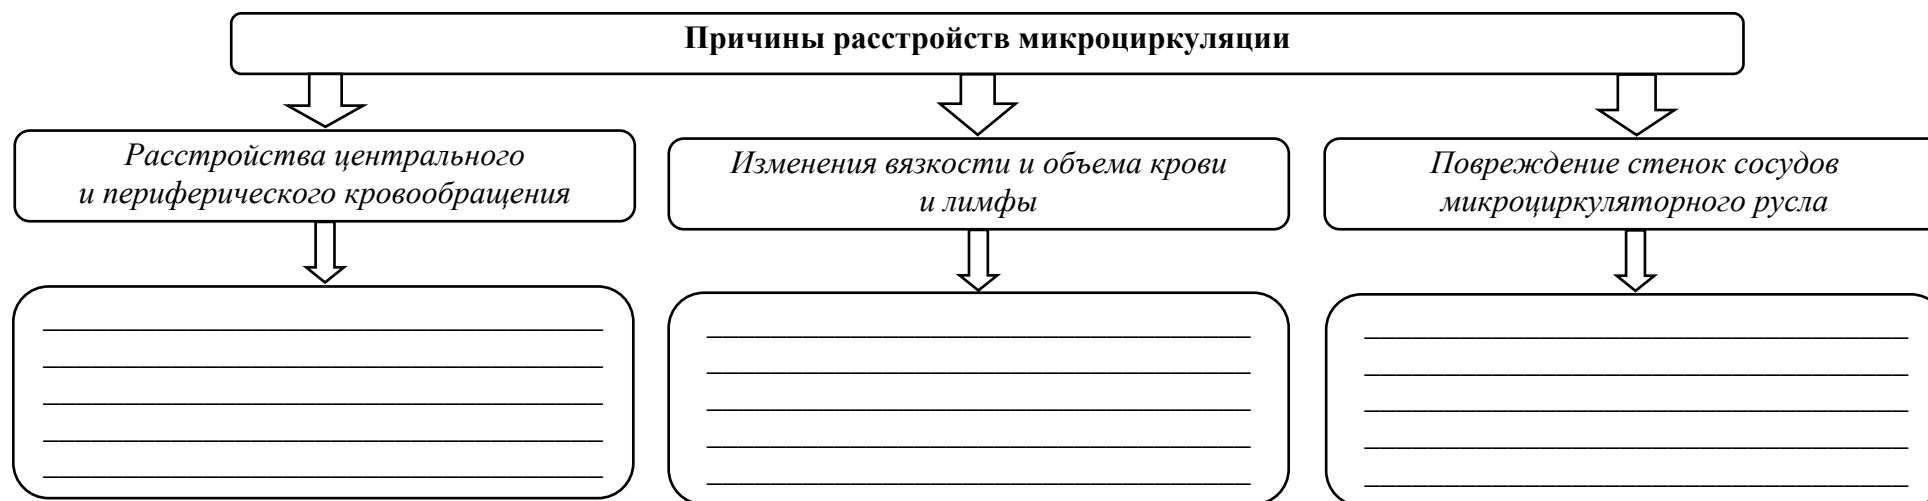 Причины расстройств микроциркуляции
Расстройства центрального
и периферического кровообращения
Изменения вязкости и объема крови
и лимфы
Повреждение стенок сосудов
микроциркуляторного русла